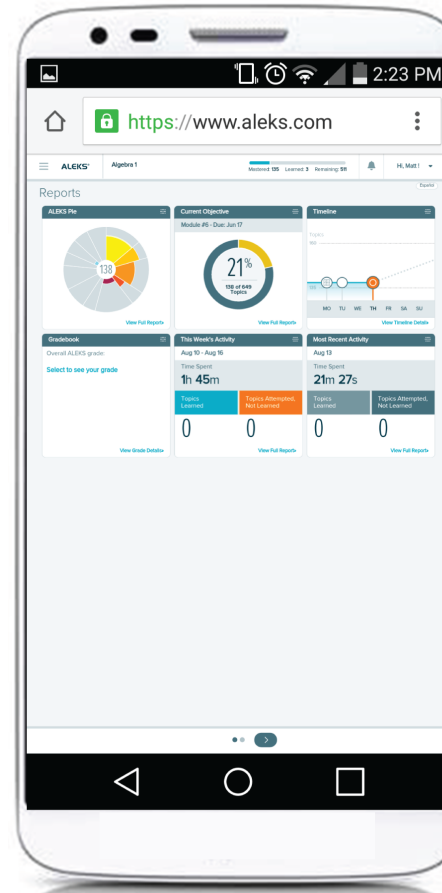 2:23 PM
https://www.aleks.com
ALEKS
Algebra 1
Mastered: 135 Learned: 3 Remaining: 511
Hi, Matt!
Español
Reports
ALEKS Pie
138
View Full Report
Current Objective
Module #6 - Due: Jun 17
21%
138 of 649
Topics
View Full Report
Timeline
Topics
MO TU WE TH FR SA SU
View Timeline Details
Gradebook
Overall ALEKS grade:
Select to see your grade
View Grade Details
This Week's Activity
Aug 10 - Aug 16
Time Spent
1h 45m
Topics
Learned
Topics Attempted,
Not Learned
0
0
View Full Report
Most Recent Activity
Aug 13
Time Spent
21m 27s
Topics
Learned
Topics Attempted,
Not Learned
0
0
View Full Report